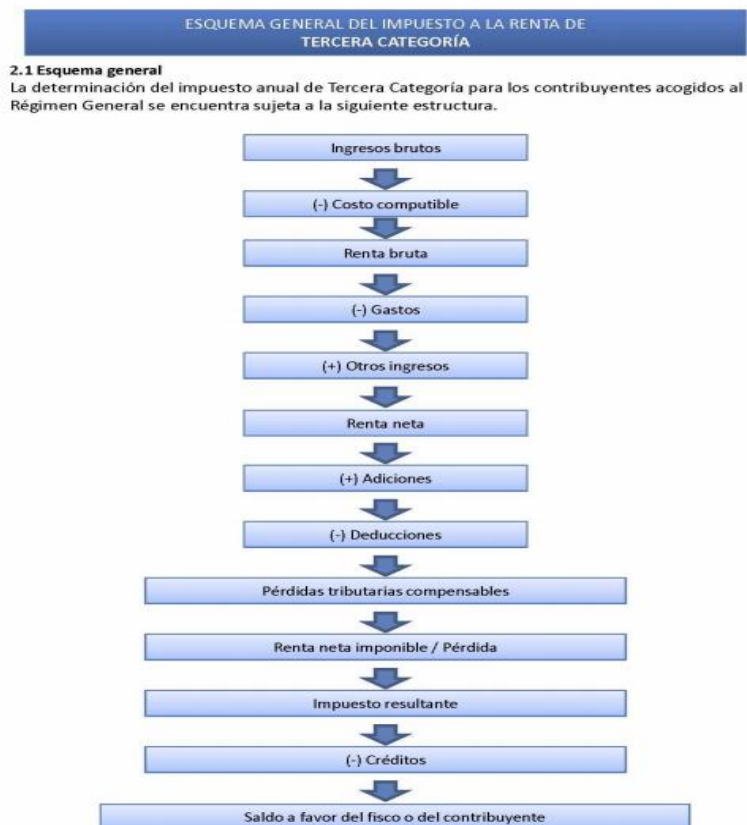 ESQUEMA GENERAL DEL IMPUESTO A LA RENTA DE
TERCERA CATEGORÍA
2.1 Esquema general
La determinación del impuesto anual de Tercera Categoría para los contribuyentes acogidos al
Régimen General se encuentra sujeta a la siguiente estructura.
Ingresos brutos
(-) Costo computible
Renta bruta
(-) Gastos
(+) Otros ingresos
Renta neta
(+) Adiciones
(-) Deducciones
Pérdidas tributarias compensables
Renta neta imponible / Pérdida
Impuesto resultante
(-) Créditos
Saldo a favor del fisco o del contribuyente